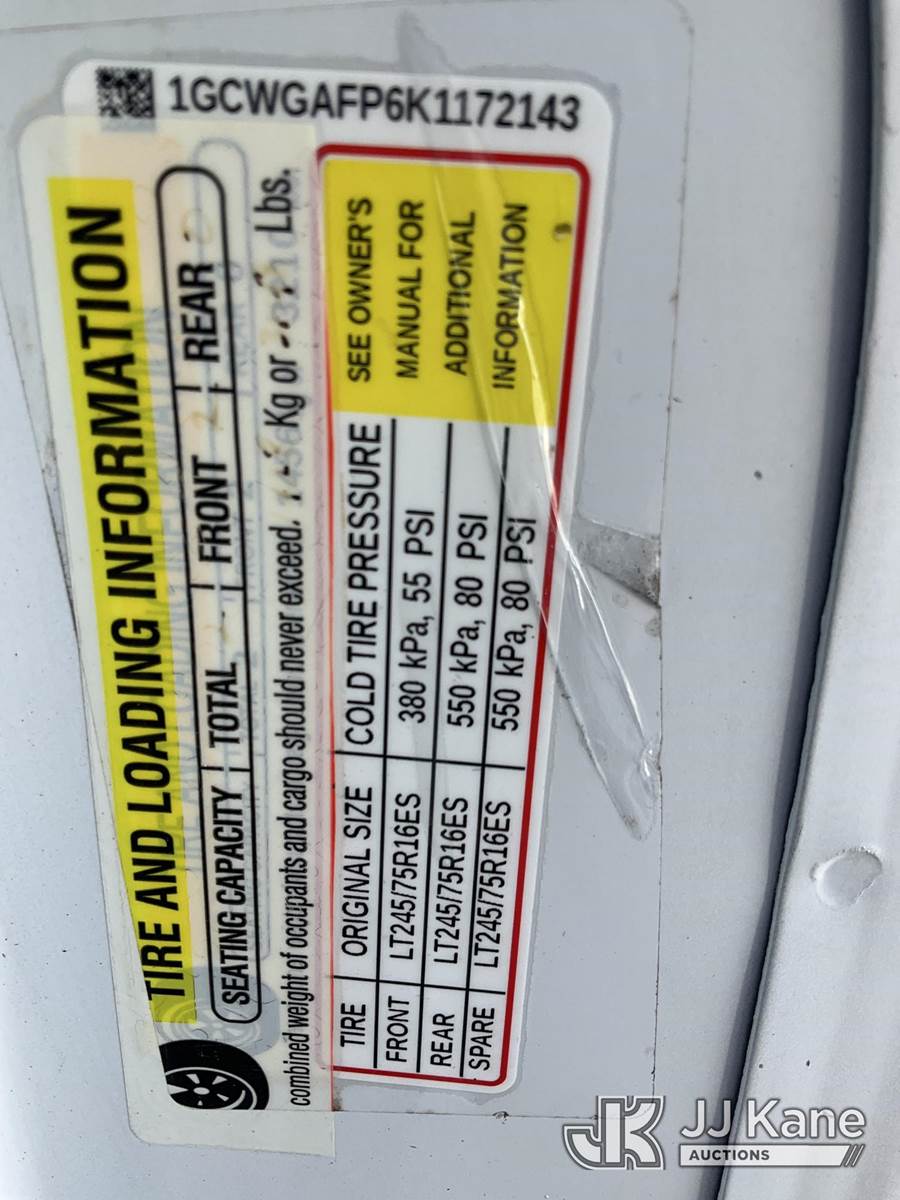 1GCWGAFP6K1172143
TIRE AND LOADING INFORMATION
SEATING CAPACITY TOTAL FRONT REAR
combined weight of occupants and cargo should never exceed. Kg or Lbs.
TIRE ORIGINAL SIZE COLD TIRE PRESSURE
FRONT LT245/75R16ES 380 kPa, 55 PSI
REAR LT245/75R16ES 550 kPa, 80 PSI
SPARE LT245/75R16ES 550 kPa, 80 PSI
SEE OWNER'S
MANUAL FOR
ADDITIONAL
INFORMATION
JK JJ Kane
AUCTIONS